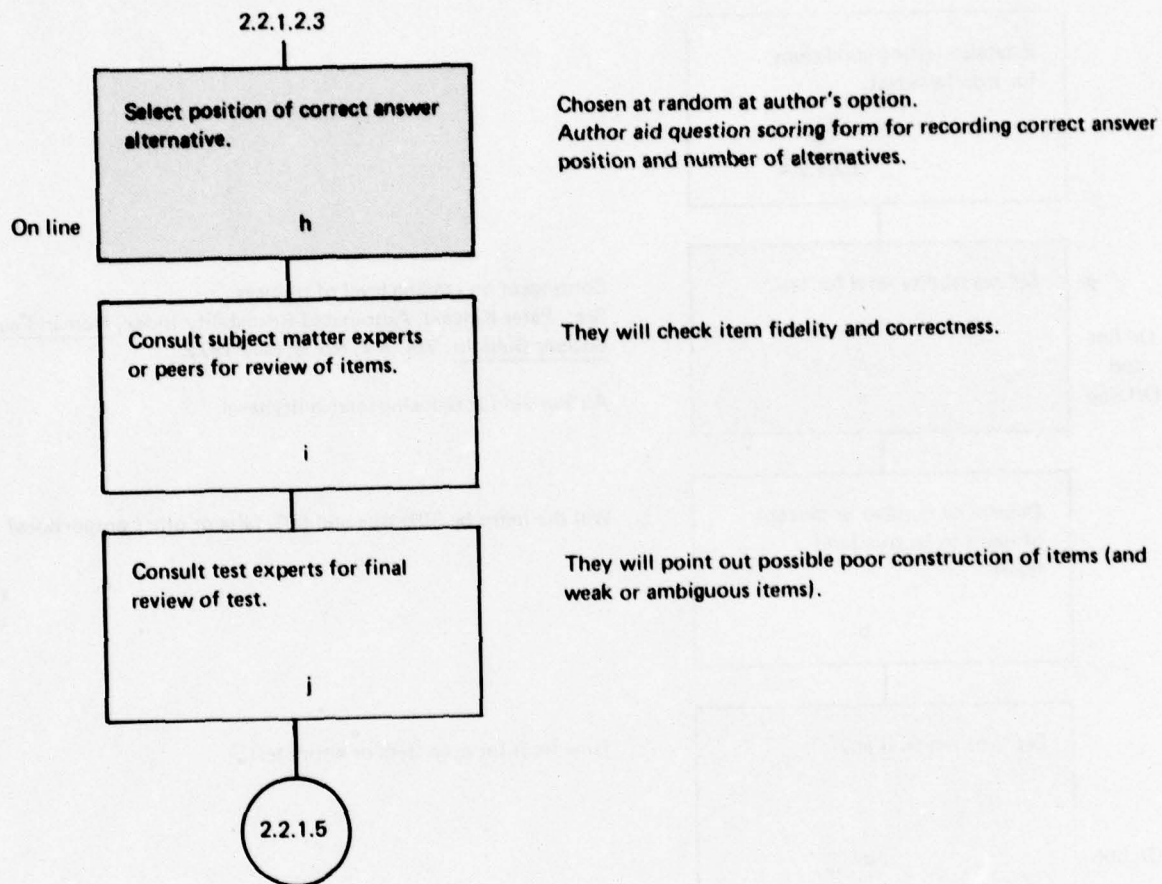 2.2.1.2.3
Select position of correct answer
alternative.
h
On line
Chosen at random at author's option.
Author aid question scoring form for recording correct answer
position and number of alternatives.
Consult subject matter experts
or peers for review of items.
i
They will check item fidelity and correctness.
Consult test experts for final
review of test.
j
They will point out possible poor construction of items (and
weak or ambiguous items).
2.2.1.5